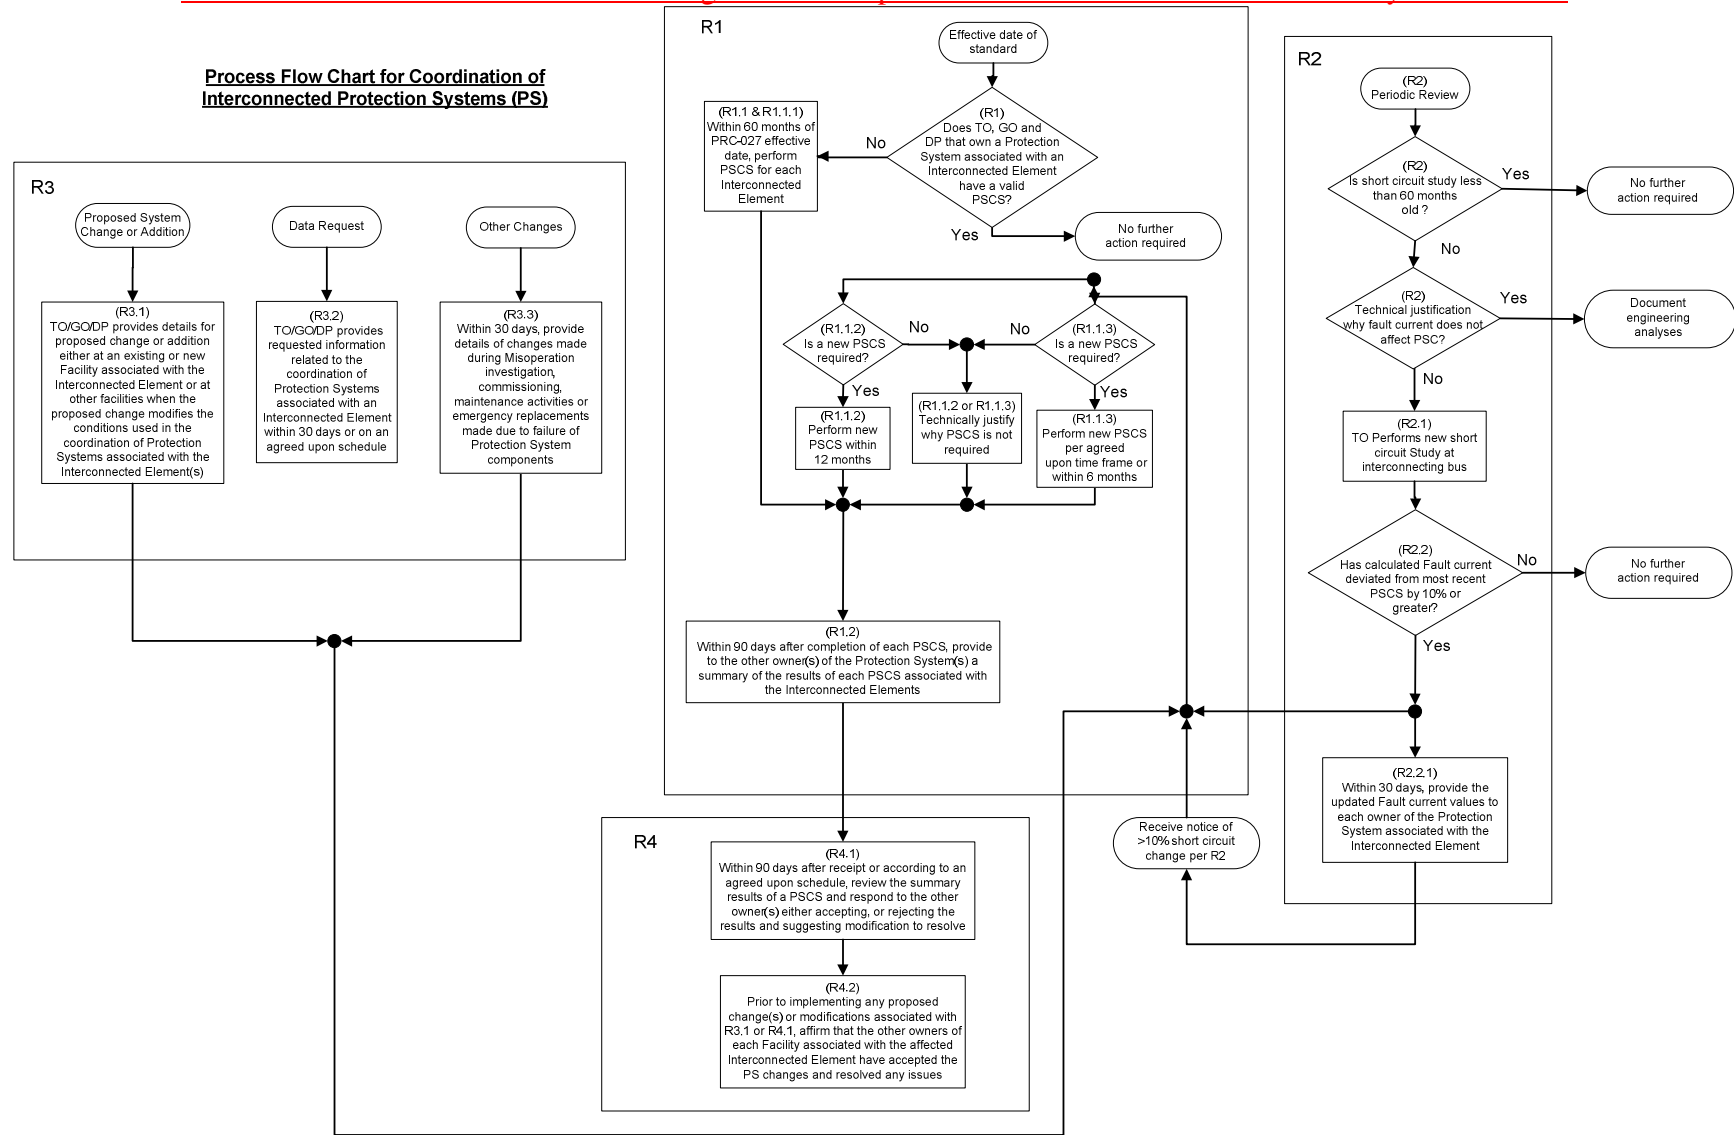 Process Flow Chart for Coordination of
Interconnected Protection Systems (PS)
R3
Proposed System
Change or Addition
Data Request
Other Changes
(R3.1)
TO/GO/DP provides details for
proposed change or addition
either at an existing or new
Facility associated with the
Interconnected Element or at
other facilities when the
proposed change modifies the
conditions used in the
coordination of Protection
Systems associated with the
Interconnected Element(s)
(R3.2)
TO/GO/DP provides
requested information
related to the
coordination of
Protection Systems
associated with an
Interconnected Element
within 30 days or on an
agreed upon schedule
(R3.3)
Within 30 days, provide
details of changes made
during Misoperation
investigation,
commissioning,
maintenance activities or
emergency replacements
made due to failure of
Protection System
components
R1
Effective date of
standard
(R1)
Does TO, GO and
DP that own a Protection
System associated with an
Interconnected Element
have a valid
PSCS?
No
(R1.1 & R1.1.1)
Within 60 months of
PRC-027 effective
date, perform
PSCS for each
Interconnected
Element
Yes
No further
action required
(R1.1.2)
Is a new PSCS
required?
No
No
(R1.1.3)
Is a new PSCS
required?
Yes
Yes
(R1.1.2)
Perform new
PSCS within
12 months
(R1.1.2 or R1.1.3)
Technically justify
why PSCS is not
required
(R1.1.3)
Perform new PSCS
per agreed
upon time frame or
within 6 months
(R1.2)
Within 90 days after completion of each PSCS, provide
to the other owner(s) of the Protection System(s) a
summary of the results of each PSCS associated with
the Interconnected Elements
R4
(R4.1)
Within 90 days after receipt or according to an
agreed upon schedule, review the summary
results of a PSCS and respond to the other
owner(s) either accepting, or rejecting the
results and suggesting modification to resolve
(R4.2)
Prior to implementing any proposed
change(s) or modifications associated with
R3.1 or R4.1, affirm that the other owners of
each Facility associated with the affected
Interconnected Element have accepted the
PS changes and resolved any issues
Receive notice of
>10% short circuit
change per R2
R2
(R2)
Periodic Review
(R2)
Is short circuit study less
than 60 months
old ?
Yes
No further
action required
No
(R2)
Technical justification
why fault current does not
affect PSC?
Yes
Document
engineering
analyses
No
(R2.1)
TO Performs new short
circuit Study at
interconnecting bus
(R2.2)
Has calculated Fault current
deviated from most recent
PSCS by 10% or
greater?
No
No further
action required
Yes
(R2.2.1)
Within 30 days, provide the
updated Fault current values to
each owner of the Protection
System associated with the
Interconnected Element